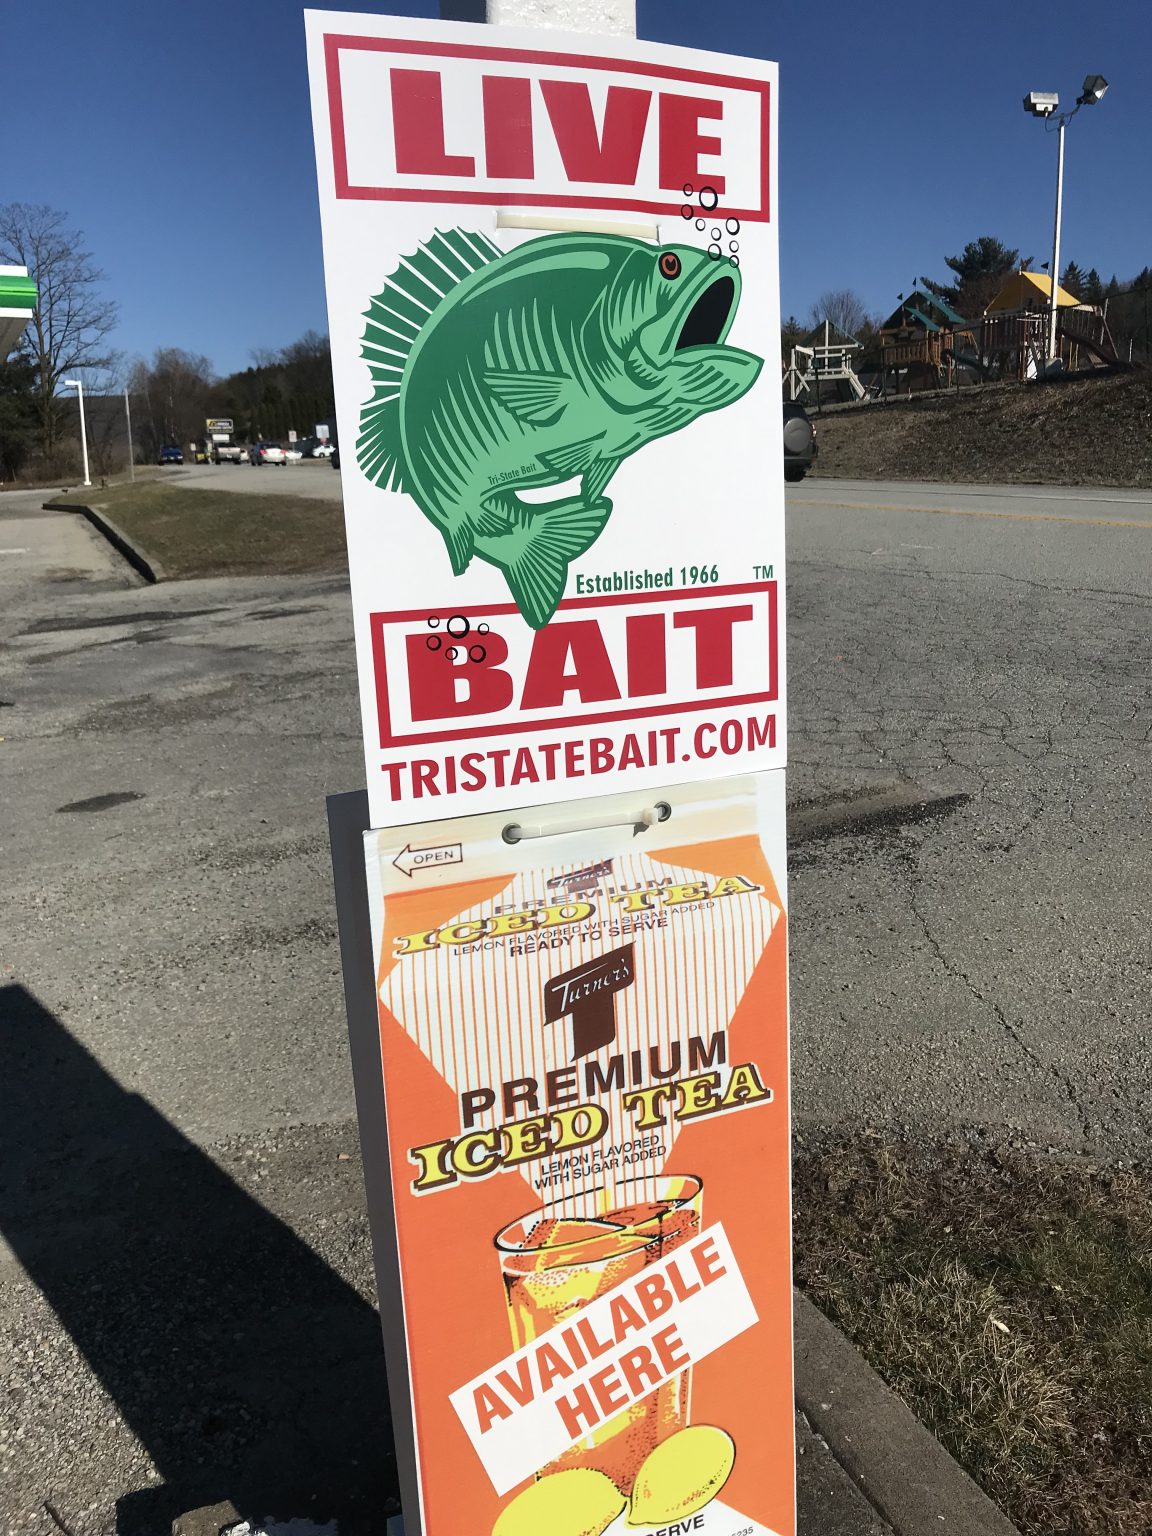 LIVE
Tri-State Bait
Established 1966
TM
BAIT
TRISTATEBAIT.COM
OPEN
Turner's
PREMIUM
ICED TEA
LEMON FLAVORED WITH SUGAR ADDED
READY TO SERVE
Turner's
PREMIUM
ICED TEA
LEMON FLAVORED
WITH SUGAR ADDED
AVAILABLE
HERE